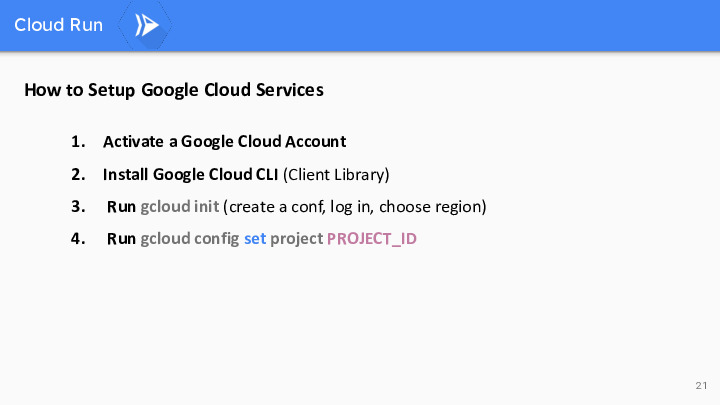 Cloud Run
How to Setup Google Cloud Services
1. Activate a Google Cloud Account
2. Install Google Cloud CLI (Client Library)
3. Run gcloud init (create a conf, log in, choose region)
4. Run gcloud config set project PROJECT_ID
21